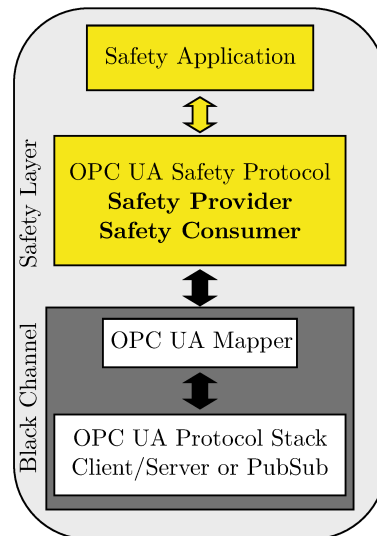 Safety Application
Safety Layer
OPC UA Safety Protocol
Safety Provider
Safety Consumer
Black Channel
OPC UA Mapper
OPC UA Protocol Stack
Client/Server or PubSub